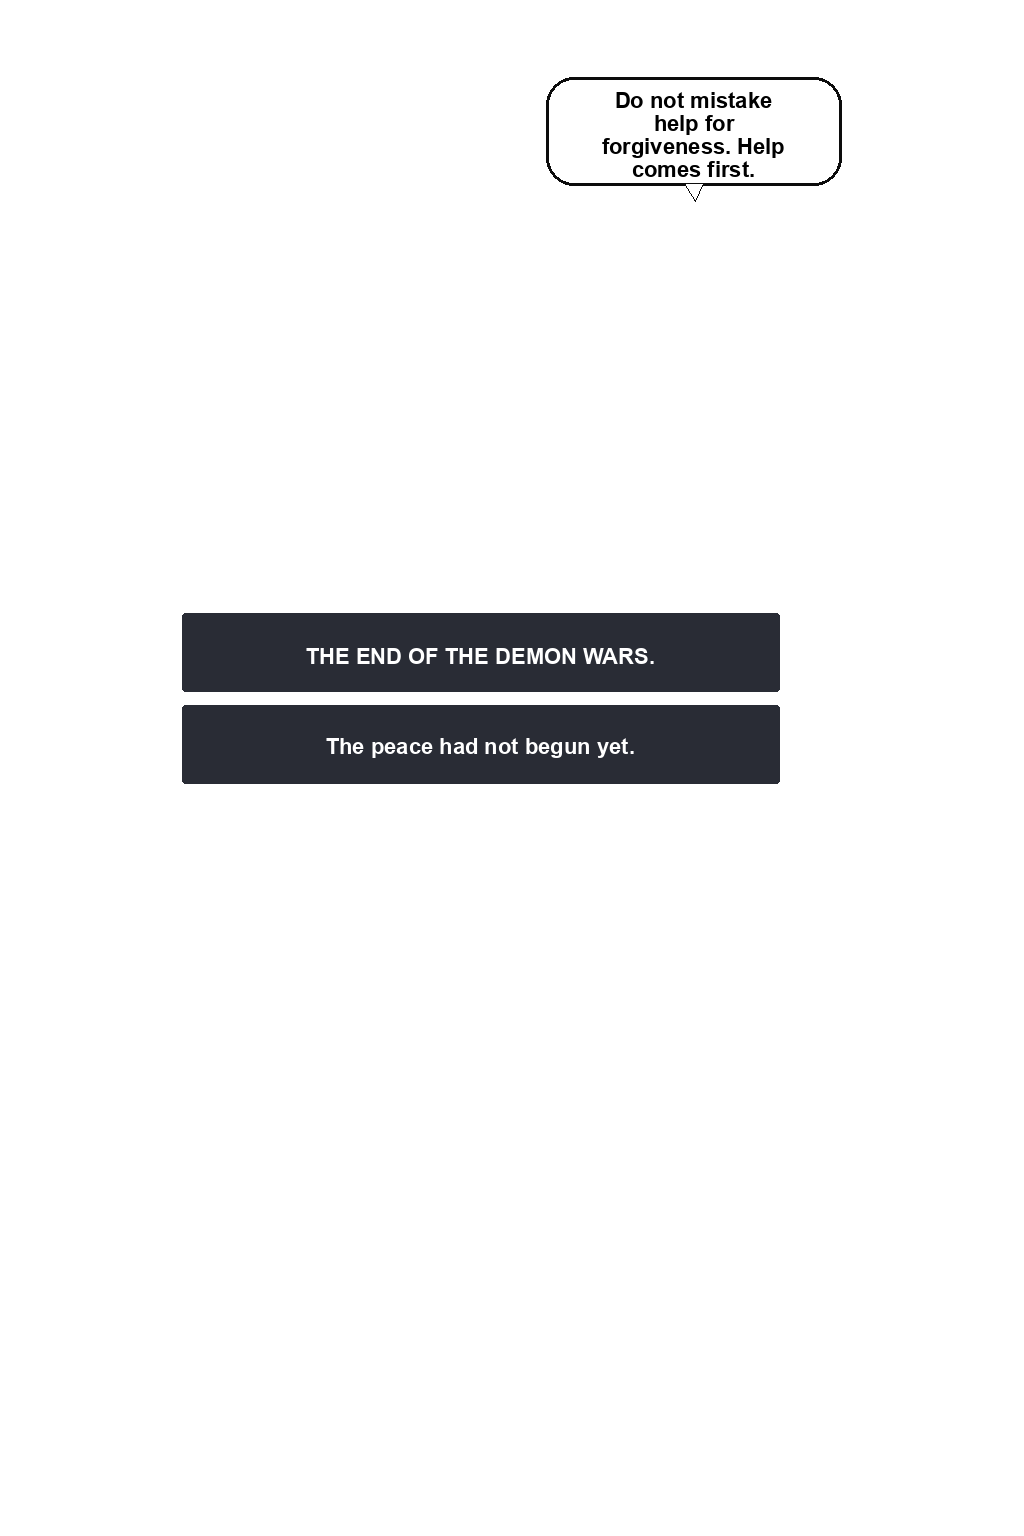 Do not mistake
help for
forgiveness. Help
comes first.
THE END OF THE DEMON WARS.
The peace had not begun yet.